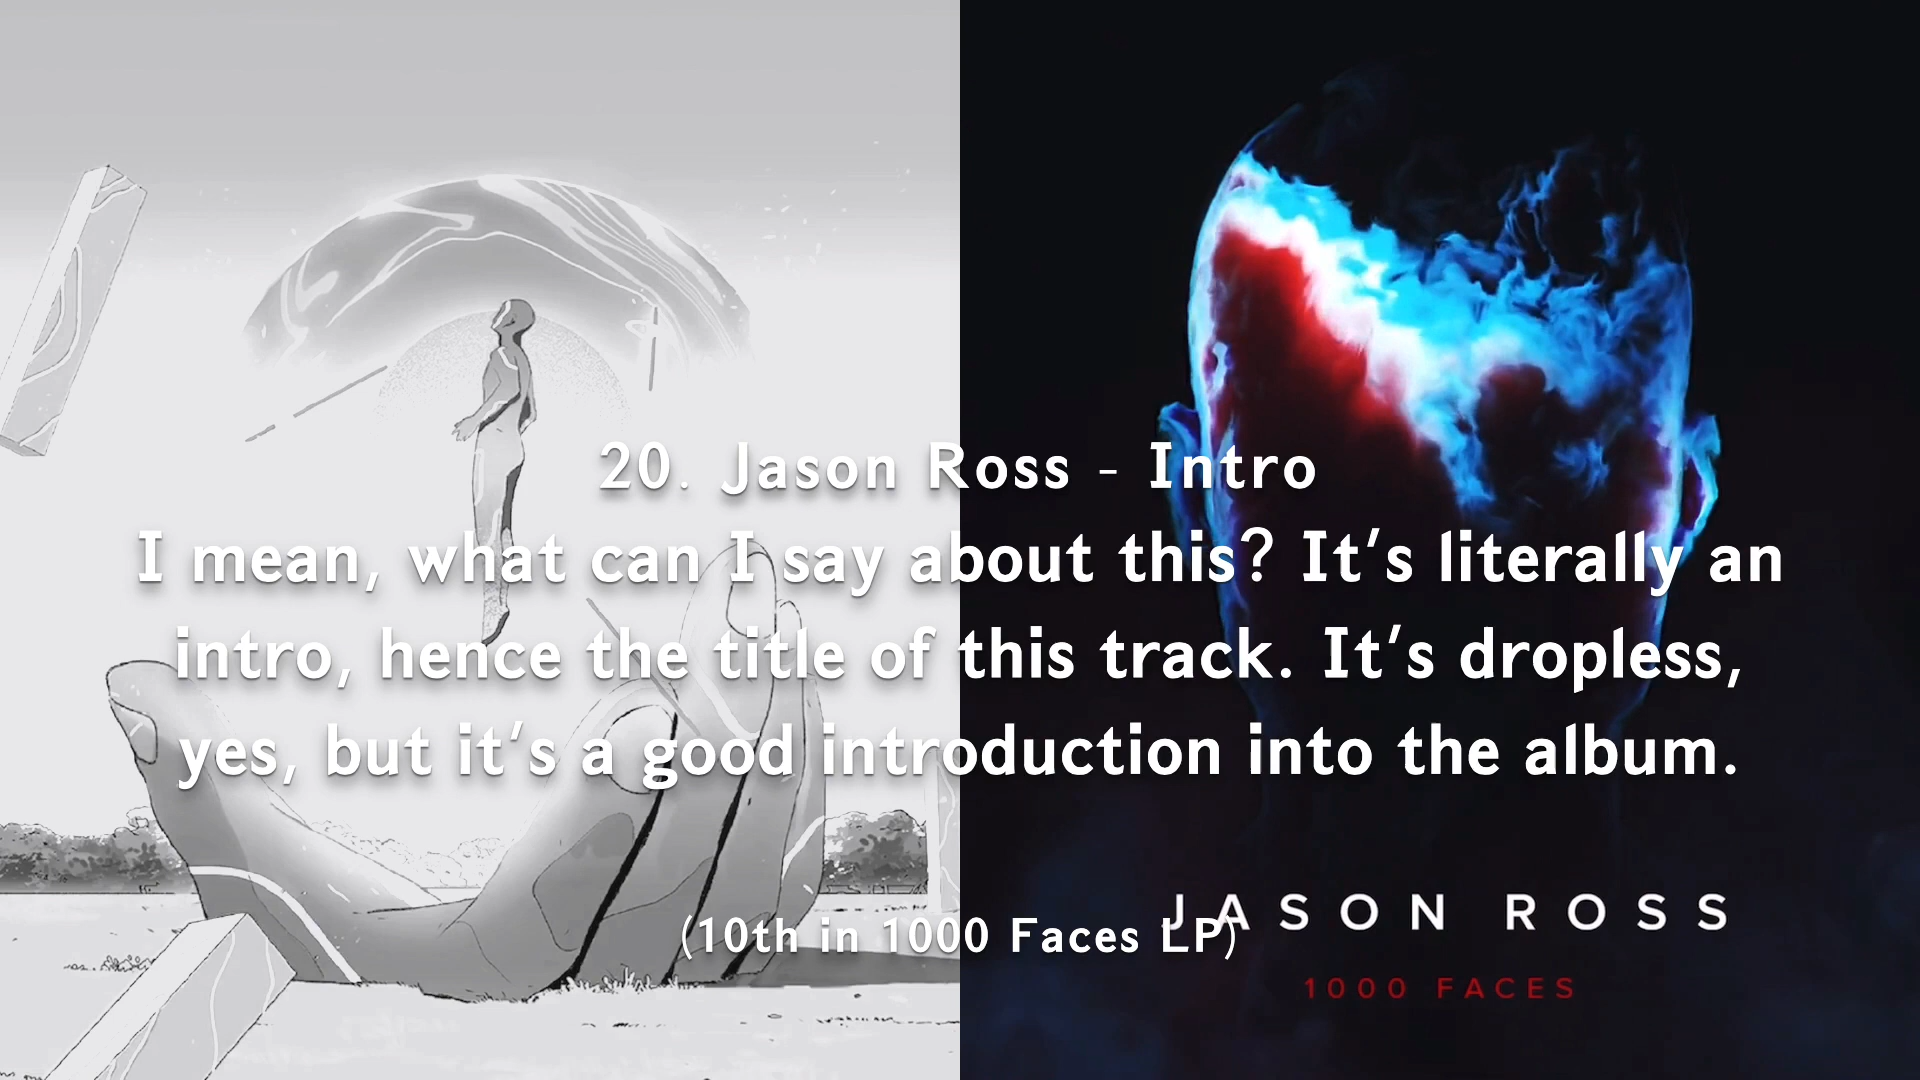 20. Jason Ross - Intro
I mean, what can I say about this? It's literally an
intro, hence the title of this track. It's dropless,
yes, but it's a good introduction into the album.
JASON ROSS
(10th in 1000 Faces LP)
1000 FACES